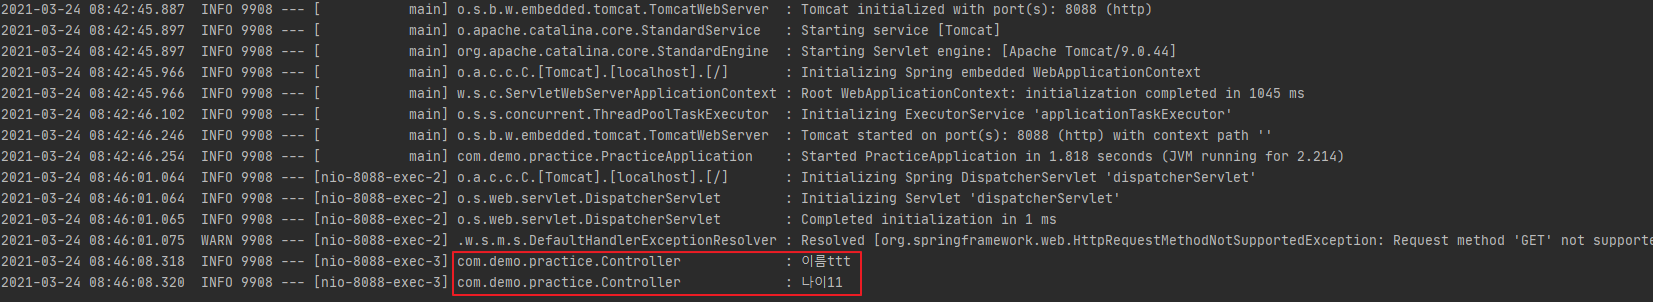 2021-03-24 08:42:45.887  INFO 9908 --- [           main] o.s.b.w.embedded.tomcat.TomcatWebServer  : Tomcat initialized with port(s): 8088 (http)
2021-03-24 08:42:45.897  INFO 9908 --- [           main] o.apache.catalina.core.StandardService   : Starting service [Tomcat]
2021-03-24 08:42:45.897  INFO 9908 --- [           main] org.apache.catalina.core.StandardEngine  : Starting Servlet engine: [Apache Tomcat/9.0.44]
2021-03-24 08:42:45.966  INFO 9908 --- [           main] o.a.c.c.C.[Tomcat].[localhost].[/]       : Initializing Spring embedded WebApplicationContext
2021-03-24 08:42:45.966  INFO 9908 --- [           main] w.s.c.ServletWebServerApplicationContext : Root WebApplicationContext: initialization completed in 1045 ms
2021-03-24 08:42:46.102  INFO 9908 --- [           main] o.s.s.concurrent.ThreadPoolTaskExecutor  : Initializing ExecutorService 'applicationTaskExecutor'
2021-03-24 08:42:46.246  INFO 9908 --- [           main] o.s.b.w.embedded.tomcat.TomcatWebServer  : Tomcat started on port(s): 8088 (http) with context path ''
2021-03-24 08:42:46.254  INFO 9908 --- [           main] com.demo.practice.PracticeApplication    : Started PracticeApplication in 1.818 seconds (JVM running for 2.214)
2021-03-24 08:46:01.064  INFO 9908 --- [nio-8088-exec-2] o.a.c.c.C.[Tomcat].[localhost].[/]       : Initializing Spring DispatcherServlet 'dispatcherServlet'
2021-03-24 08:46:01.064  INFO 9908 --- [nio-8088-exec-2] o.s.web.servlet.DispatcherServlet        : Initializing Servlet 'dispatcherServlet'
2021-03-24 08:46:01.065  INFO 9908 --- [nio-8088-exec-2] o.s.web.servlet.DispatcherServlet        : Completed initialization in 1 ms
2021-03-24 08:46:01.075  WARN 9908 --- [nio-8088-exec-2] .w.s.m.s.DefaultHandlerExceptionResolver : Resolved [org.springframework.web.HttpRequestMethodNotSupportedException: Request method 'GET' not supporte
2021-03-24 08:46:08.318  INFO 9908 --- [nio-8088-exec-3] com.demo.practice.Controller             : 이름ttt
2021-03-24 08:46:08.320  INFO 9908 --- [nio-8088-exec-3] com.demo.practice.Controller             : 나이11